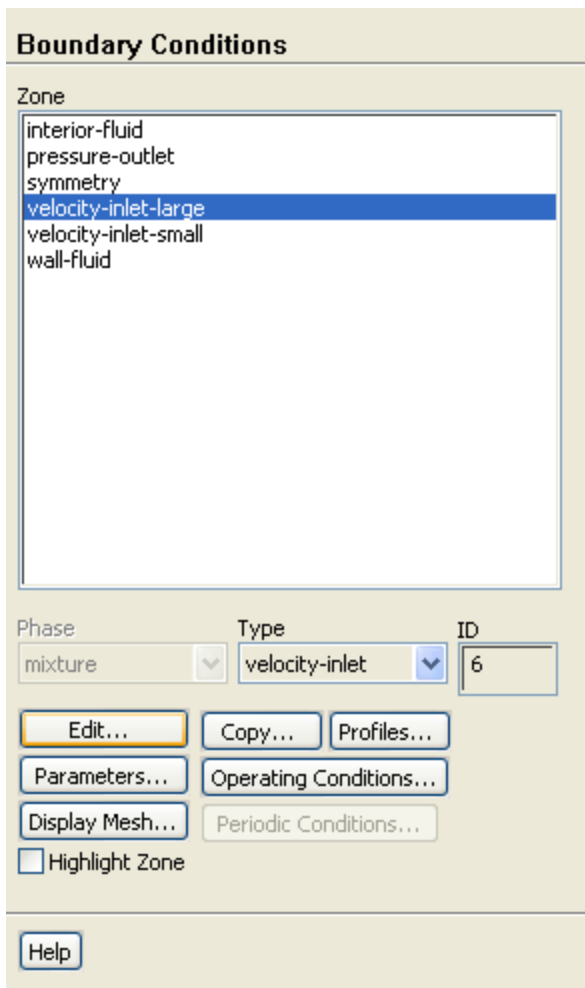 Boundary Conditions
Zone
interior-fluid
pressure-outlet
symmetry
velocity-inlet-large
velocity-inlet-small
wall-fluid
Phase Type ID
mixture velocity-inlet 6
Edit... Copy... Profiles...
Parameters... Operating Conditions...
Display Mesh... Periodic Conditions...
Highlight Zone
Help